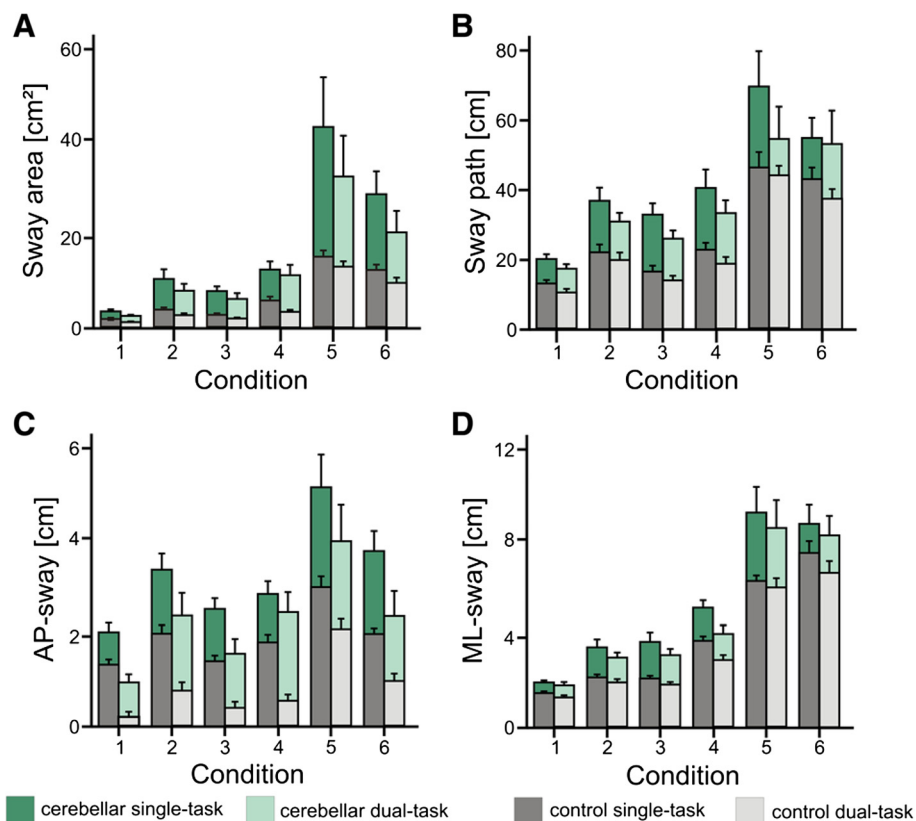 A
60
40
20
0
Sway area [cm²]
1 2 3 4 5 6
Condition
B
80
60
40
20
0
Sway path [cm]
1 2 3 4 5 6
Condition
C
6
4
2
0
AP-sway [cm]
1 2 3 4 5 6
Condition
D
12
8
4
0
ML-sway [cm]
1 2 3 4 5 6
Condition
cerebellar single-task cerebellar dual-task control single-task control dual-task